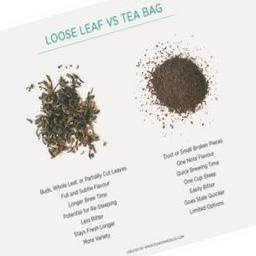 LOOSE LEAF VS TEA BAG
Buds, Whole Leaf, or Partially Cut Leaves
Full and Subtle Flavour
Longer Brew Time
Potential for Re-Steeping
Less Bitter
Stays Fresh Longer
More Variety
Dust or Small Broken Pieces
One Note Flavour
Quick Brewing Time
One Cup Steep
Easily Bitter
Goes Stale Quicker
Limited Options